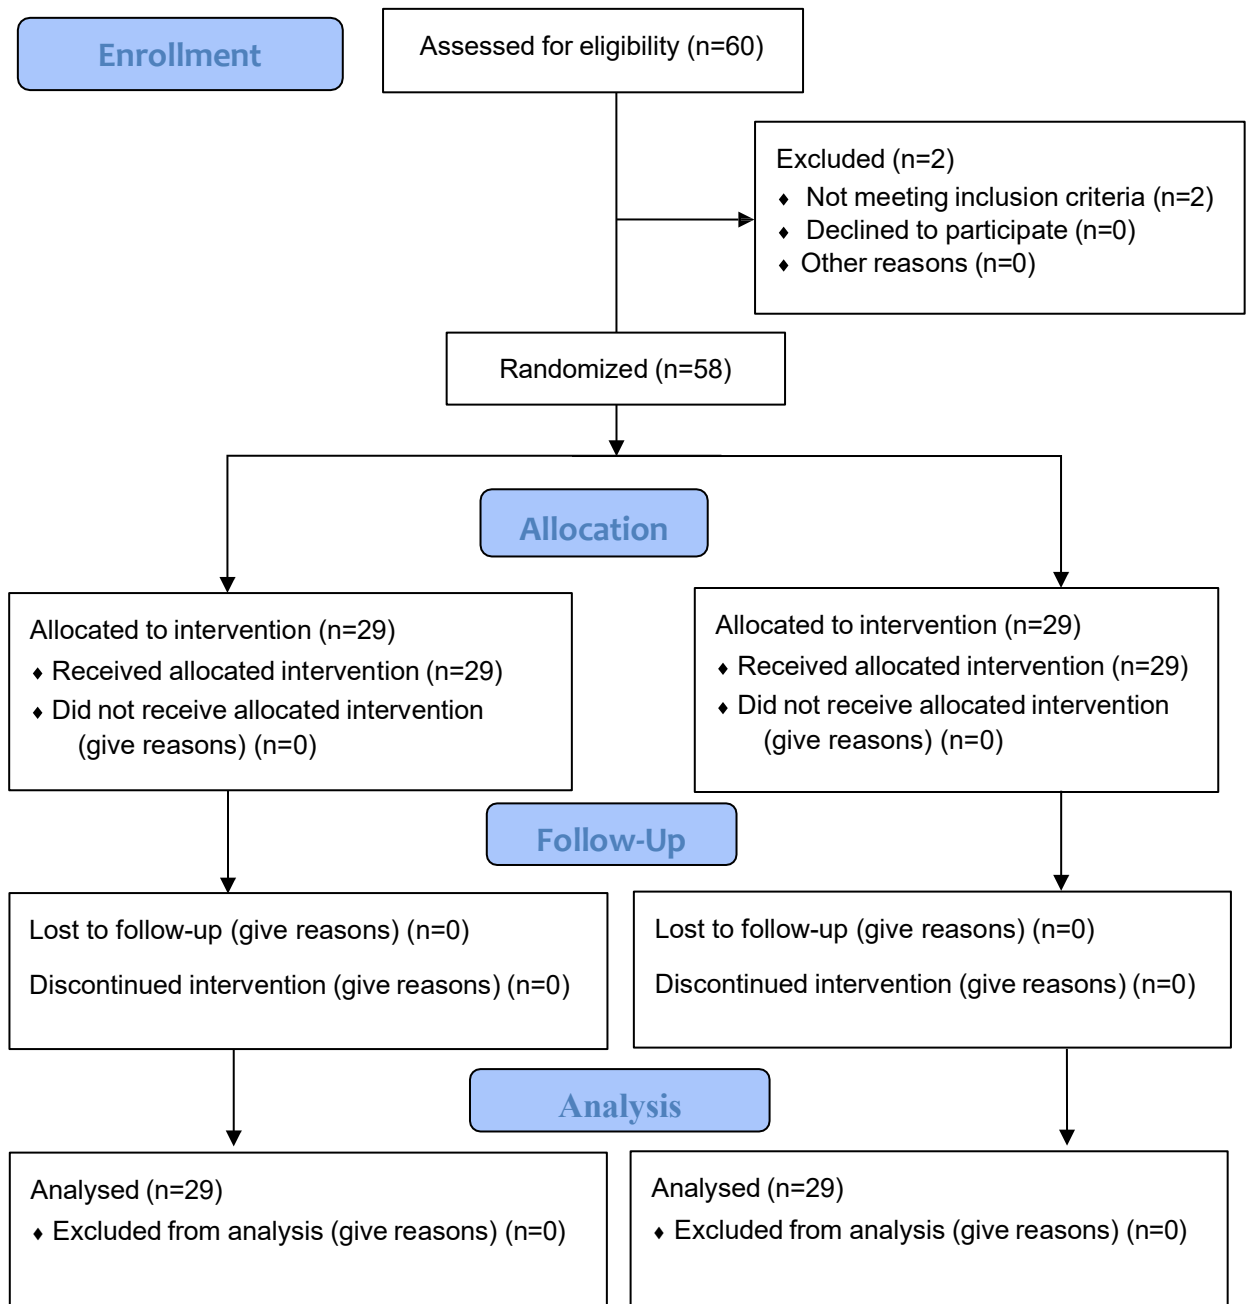 Enrollment
Assessed for eligibility (n=60)
Excluded (n=2)
♦ Not meeting inclusion criteria (n=2)
♦ Declined to participate (n=0)
♦ Other reasons (n=0)
Randomized (n=58)
Allocation
Allocated to intervention (n=29)
♦ Received allocated intervention (n=29)
♦ Did not receive allocated intervention
(give reasons) (n=0)
Allocated to intervention (n=29)
♦ Received allocated intervention (n=29)
♦ Did not receive allocated intervention
(give reasons) (n=0)
Follow-Up
Lost to follow-up (give reasons) (n=0)
Discontinued intervention (give reasons) (n=0)
Lost to follow-up (give reasons) (n=0)
Discontinued intervention (give reasons) (n=0)
Analysis
Analysed (n=29)
♦ Excluded from analysis (give reasons) (n=0)
Analysed (n=29)
♦ Excluded from analysis (give reasons) (n=0)